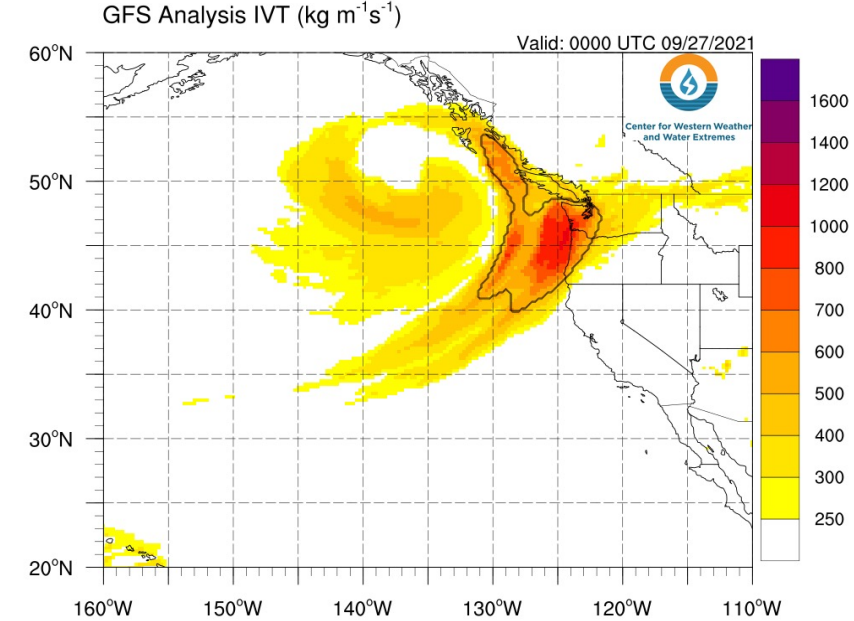 GFS Analysis IVT (kg m⁻¹s⁻¹)
Valid: 0000 UTC 09/27/2021
Center for Western Weather
and Water Extremes
60°N
50°N
40°N
30°N
20°N
160°W
150°W
140°W
130°W
120°W
110°W
1600
1400
1200
1000
800
700
600
500
400
300
250